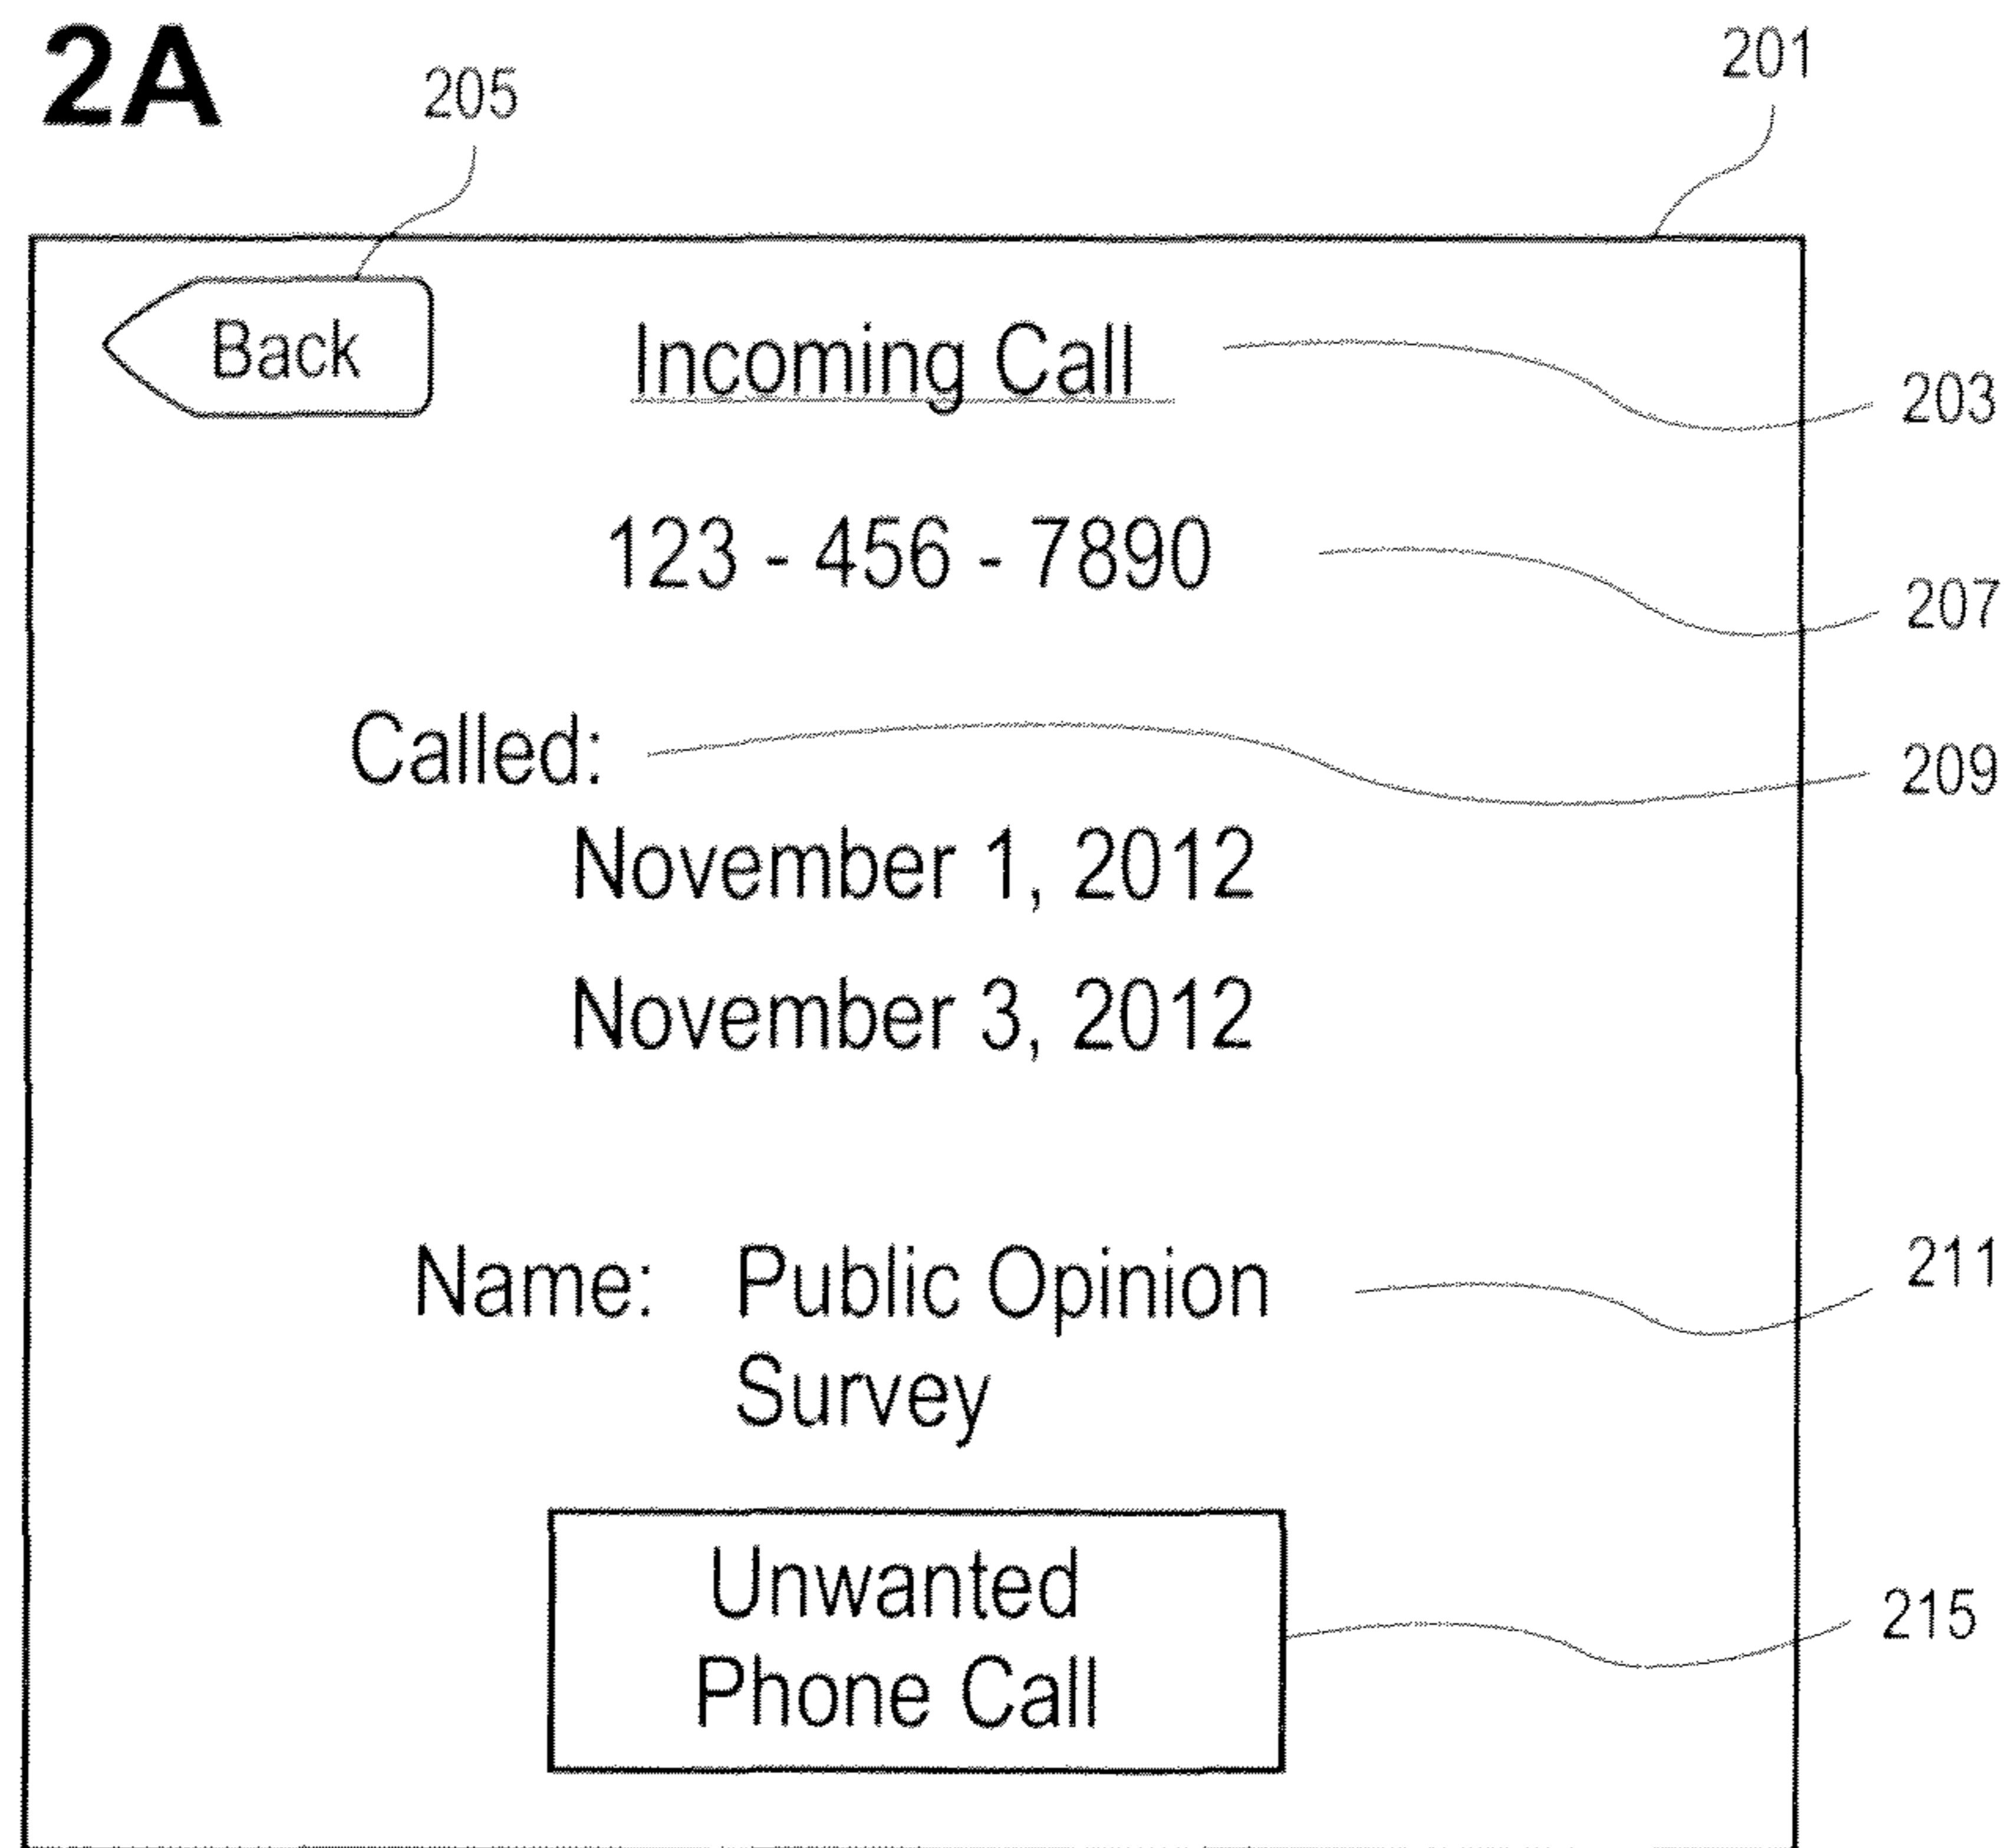 2A
205
201
Back
Incoming Call
203
123 - 456 - 7890
207
Called:
209
November 1, 2012
November 3, 2012
Name: Public Opinion
211
Survey
Unwanted
215
Phone Call